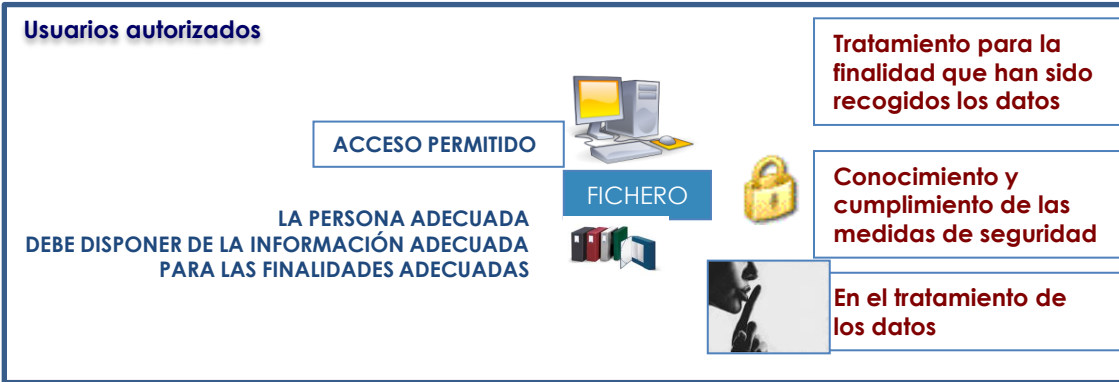 Usuarios autorizados
ACCESO PERMITIDO
FICHERO
LA PERSONA ADECUADA
DEBE DISPONER DE LA INFORMACIÓN ADECUADA
PARA LAS FINALIDADES ADECUADAS
Tratamiento para la
finalidad que han sido
recogidos los datos
Conocimiento y
cumplimiento de las
medidas de seguridad
En el tratamiento de
los datos